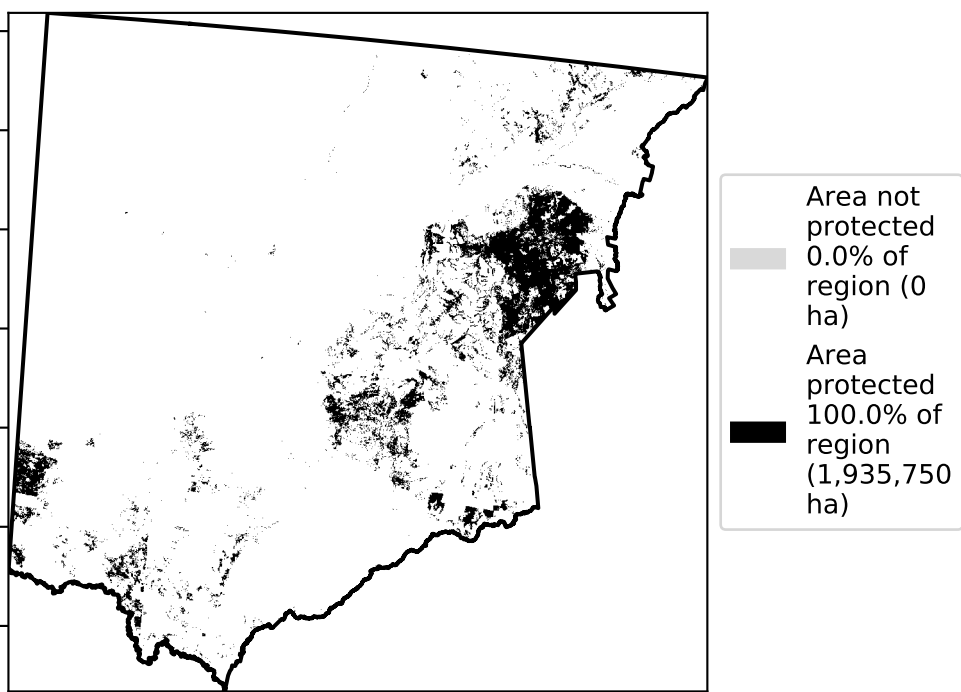 Area not
protected
0.0% of
region (0
ha)
Area
protected
100.0% of
region
(1,935,750
ha)